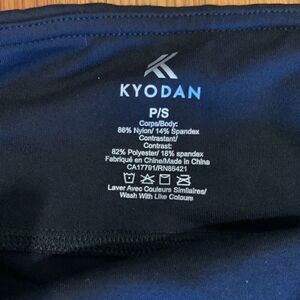 KYODAN
P/S
Corps/Body:
86% Nylon/ 14% Spandex
Contrastant/
Contrast:
82% Polyester/ 18% spandex
Fabriqué en Chine/Made in China
CA17791/RN86421
Laver Avec Couleurs Similaires/
Wash With Like Colours